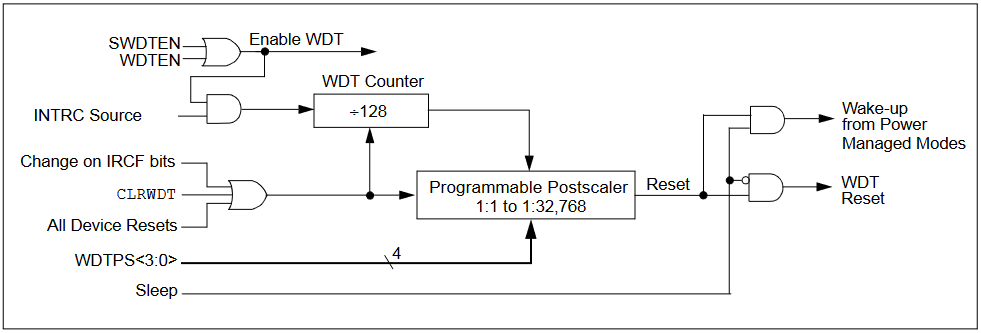 SWDTEN
WDTEN
Enable WDT
WDT Counter
÷128
INTRC Source
Wake-up
from Power
Managed Modes
Change on IRCF bits
CLRWDT
All Device Resets
Programmable Postscaler
1:1 to 1:32,768
Reset
WDT
Reset
WDTPS<3:0>
4
Sleep